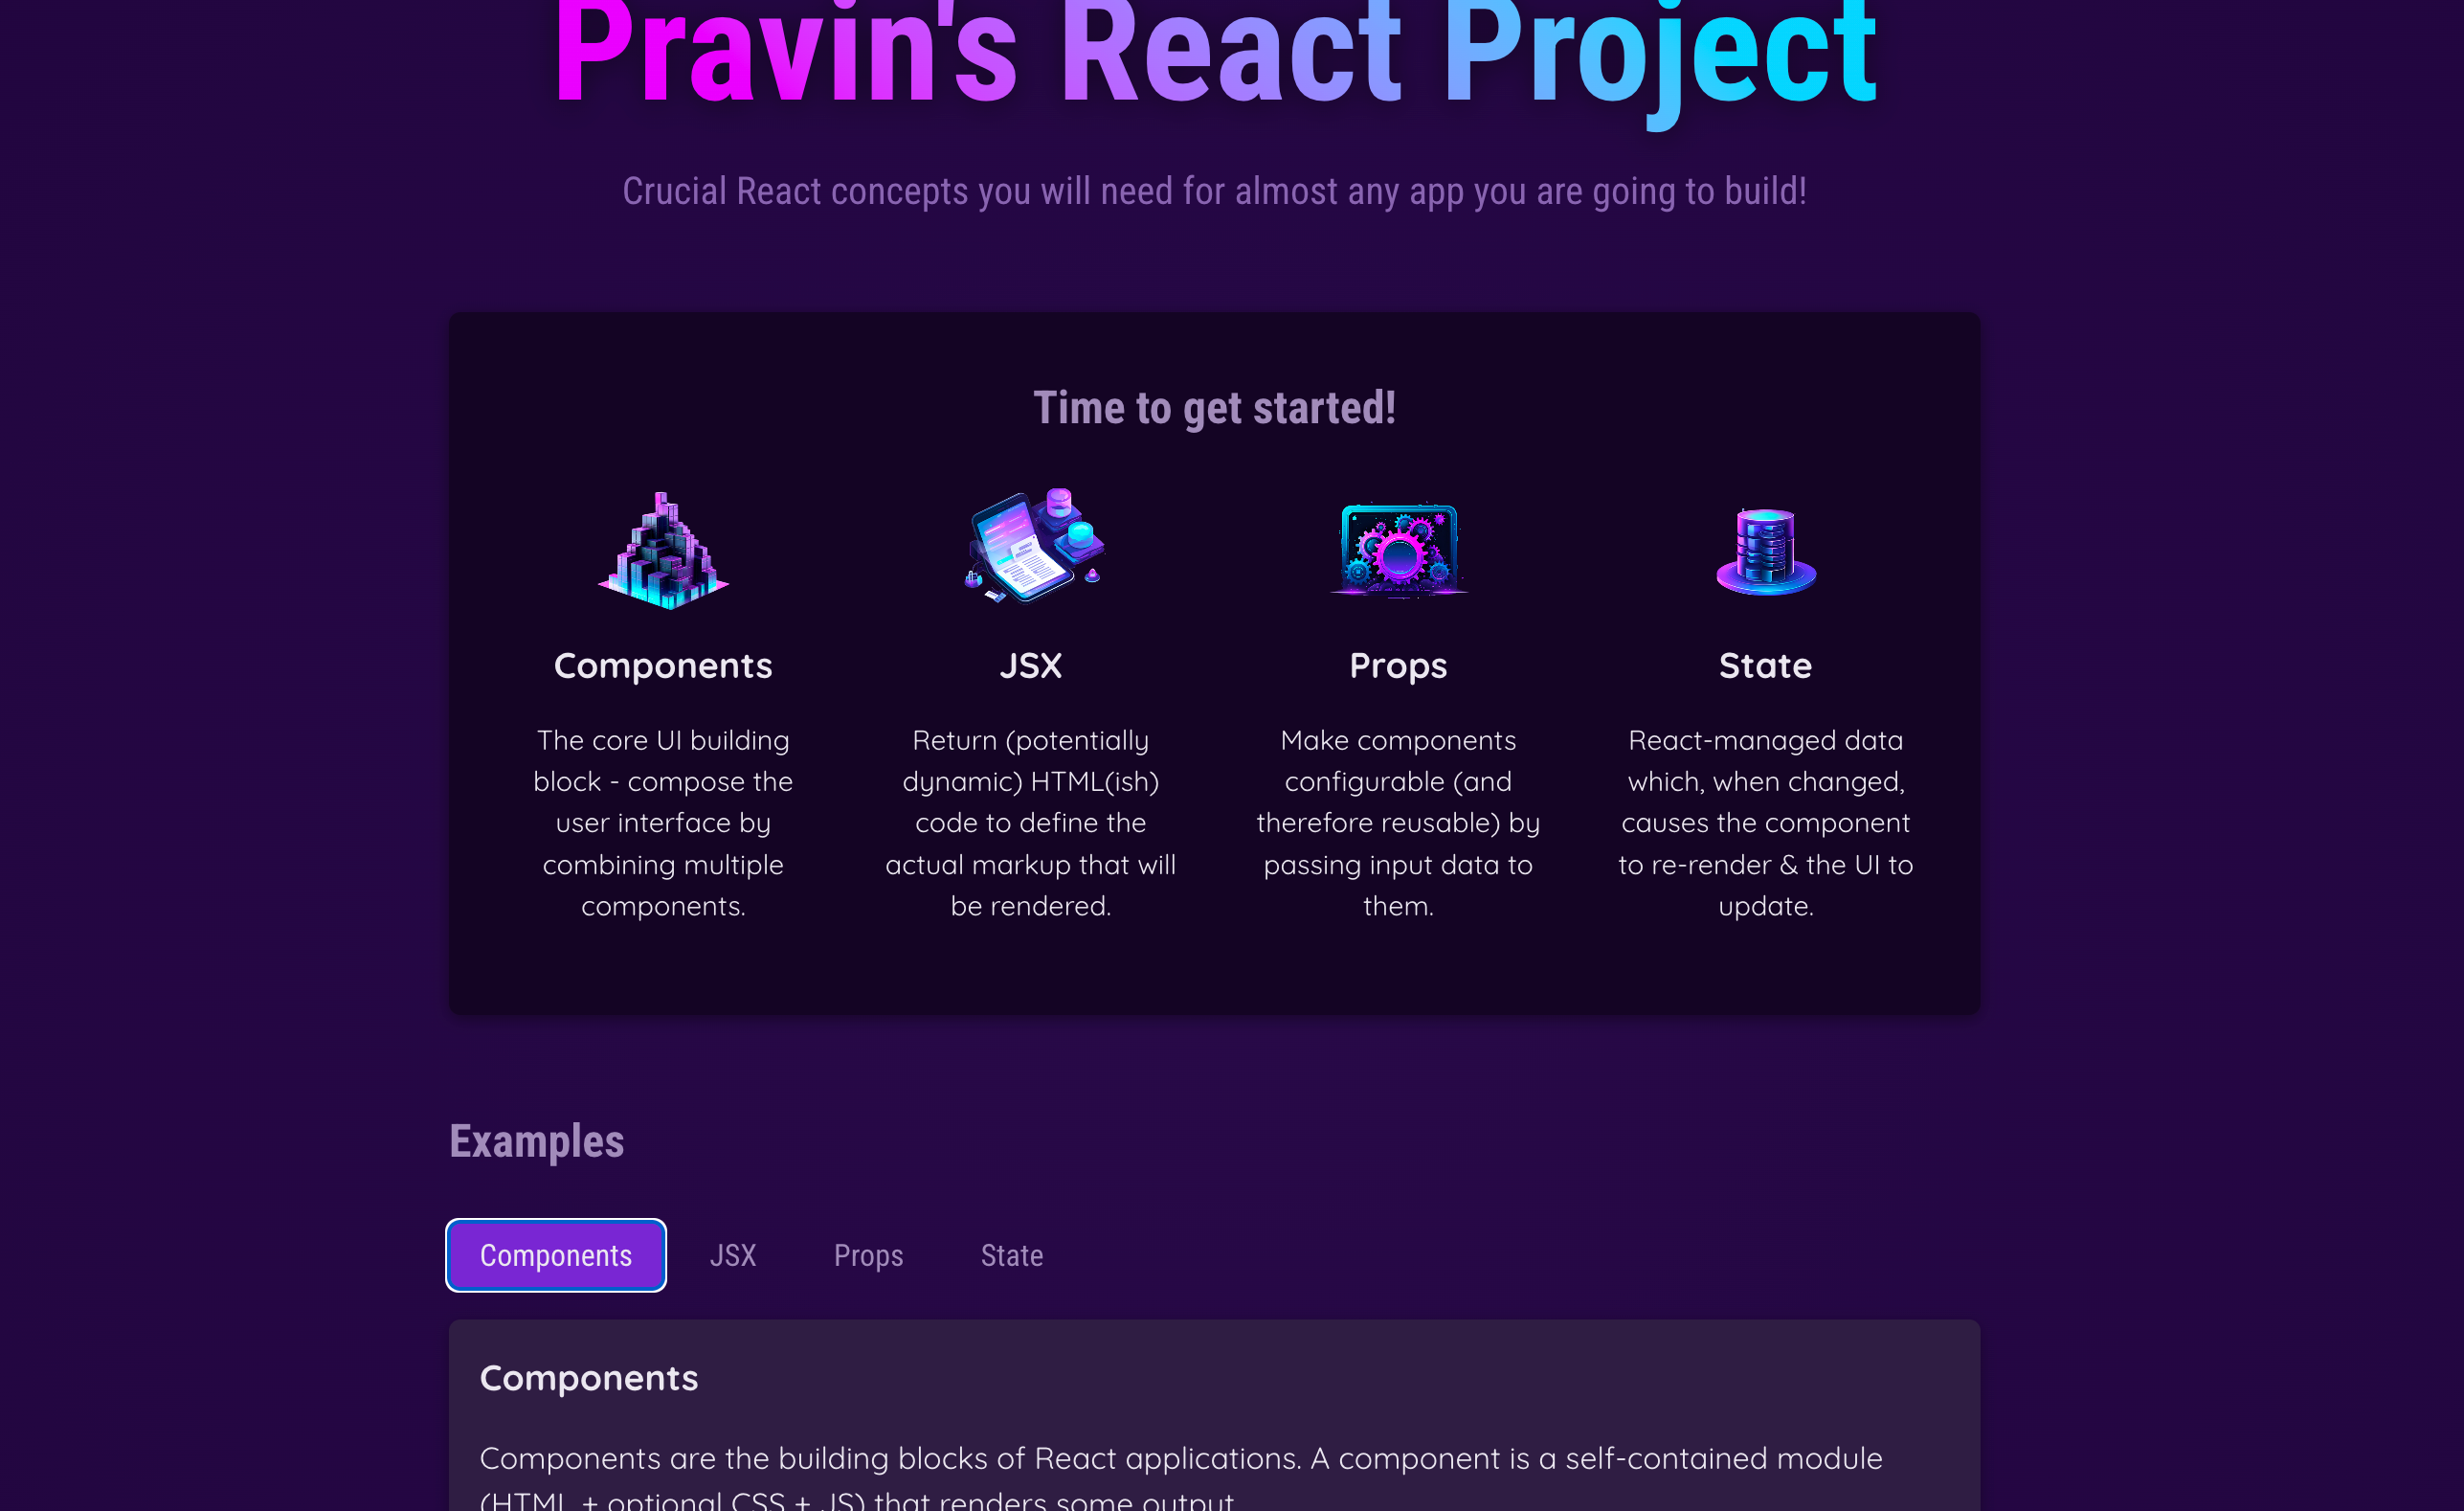 Pravin's React Project
Crucial React concepts you will need for almost any app you are going to build!
Time to get started!
Components
The core UI building
block - compose the
user interface by
combining multiple
components.
JSX
Return (potentially
dynamic) HTML(ish)
code to define the
actual markup that will
be rendered.
Props
Make components
configurable (and
therefore reusable) by
passing input data to
them.
State
React-managed data
which, when changed,
causes the component
to re-render & the UI to
update.
Examples
Components JSX Props State
Components
Components are the building blocks of React applications. A component is a self-contained module
(HTML + optional CSS + JS) that renders some output.